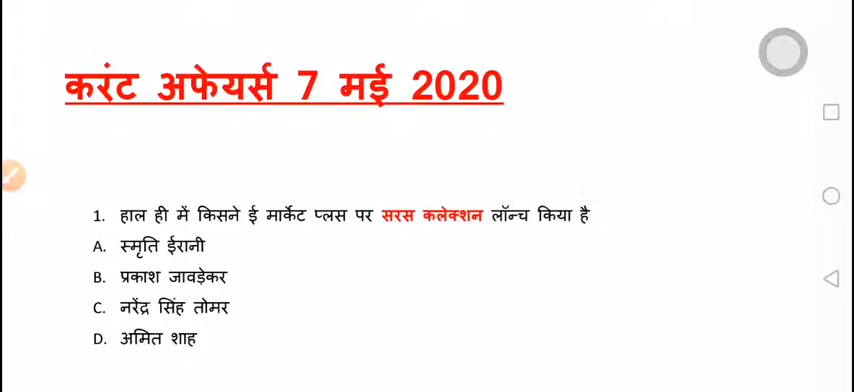 करंट अफेयर्स 7 मई 2020
1. हाल ही में किसने ई मार्केट प्लस पर सरस कलेक्शन लॉन्च किया है
A. स्मृति ईरानी
B. प्रकाश जावड़ेकर
C. नरेंद्र सिंह तोमर
D. अमित शाह